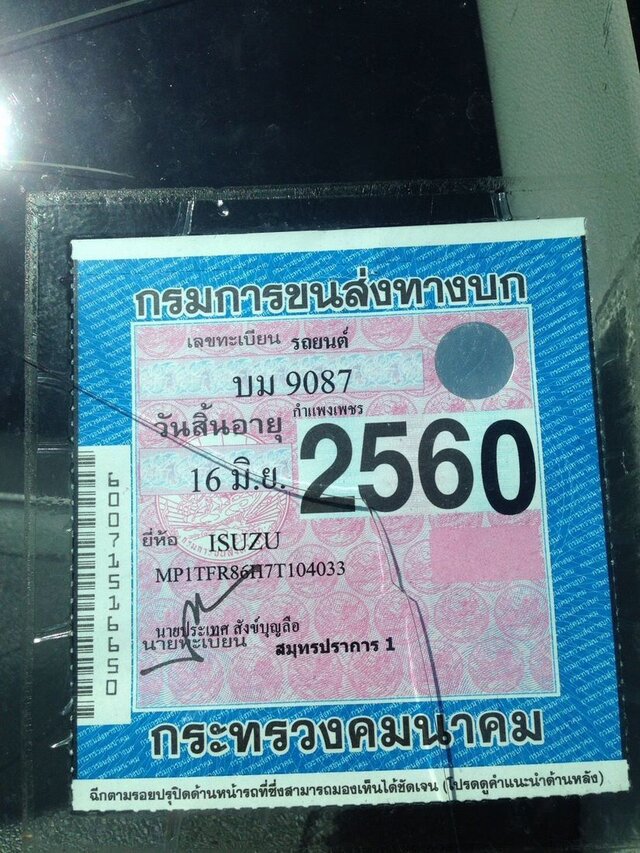 กรมการขนส่งทางบก
เลขทะเบียน รถยนต์
บม 9087
กำแพงเพชร
วันสิ้นอายุ
16 มิ.ย. 2560
ยี่ห้อ ISUZU
MP1TFR86H7T104033
นายประเทศ สังข์บุญลือ
นายทะเบียน สมุทรปราการ 1
6007151665O
กระทรวงคมนาคม
ฉีกตามรอยปรุปิดด้านหน้ารถที่ซึ่งสามารถมองเห็นได้ชัดเจน (โปรดดูคำแนะนำด้านหลัง)